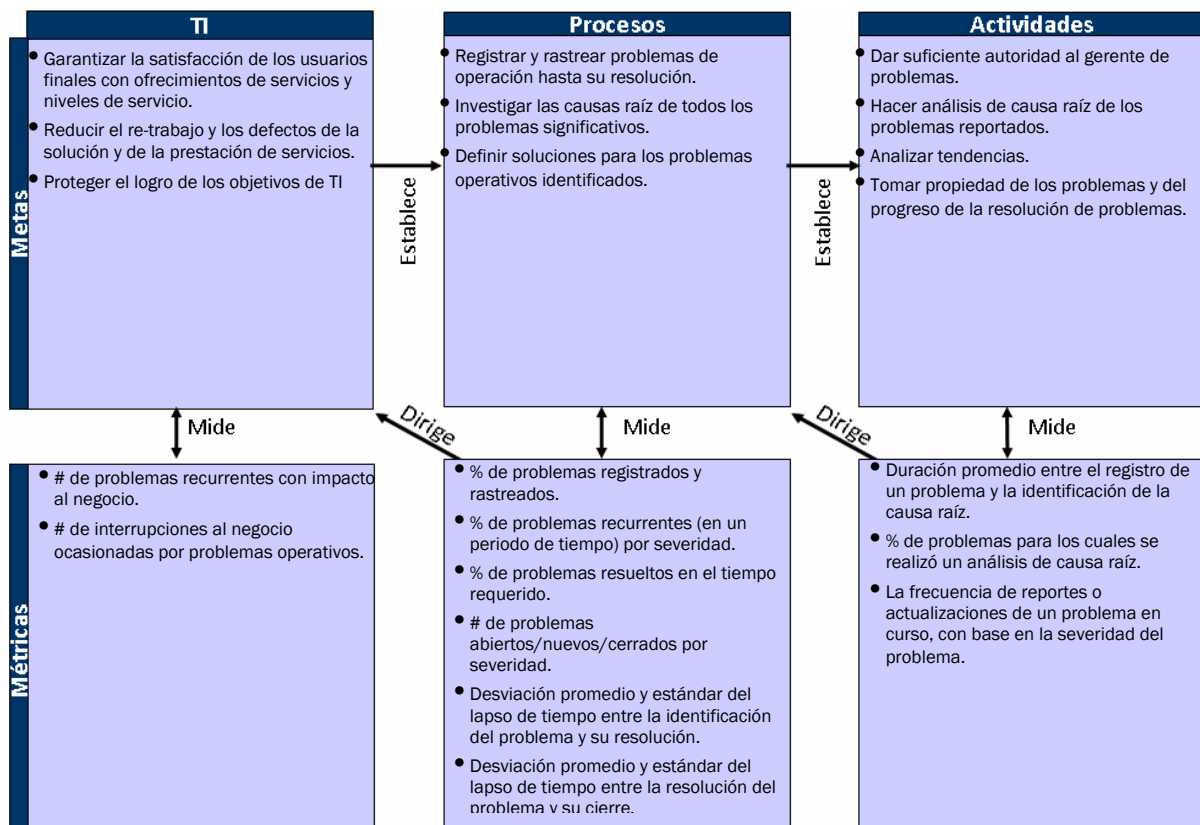 TI
Procesos
Actividades
Metas
• Garantizar la satisfacción de los usuarios
finales con ofrecimientos de servicios y
niveles de servicio.
• Reducir el re-trabajo y los defectos de la
solución y de la prestación de servicios.
• Proteger el logro de los objetivos de TI
Establece
• Registrar y rastrear problemas de
operación hasta su resolución.
• Investigar las causas raíz de todos los
problemas significativos.
• Definir soluciones para los problemas
operativos identificados.
Establece
• Dar suficiente autoridad al gerente de
problemas.
• Hacer análisis de causa raíz de los
problemas reportados.
• Analizar tendencias.
• Tomar propiedad de los problemas y del
progreso de la resolución de problemas.
Mide
Dirige
Mide
Dirige
Mide
Métricas
• # de problemas recurrentes con impacto
al negocio.
• # de interrupciones al negocio
ocasionadas por problemas operativos.
• % de problemas registrados y
rastreados.
• % de problemas recurrentes (en un
periodo de tiempo) por severidad.
• % de problemas resueltos en el tiempo
requerido.
• # de problemas
abiertos/nuevos/cerrados por
severidad.
• Desviación promedio y estándar del
lapso de tiempo entre la identificación
del problema y su resolución.
• Desviación promedio y estándar del
lapso de tiempo entre la resolución del
problema y su cierre.
• Duración promedio entre el registro de
un problema y la identificación de la
causa raíz.
• % de problemas para los cuales se
realizó un análisis de causa raíz.
• La frecuencia de reportes o
actualizaciones de un problema en
curso, con base en la severidad del
problema.